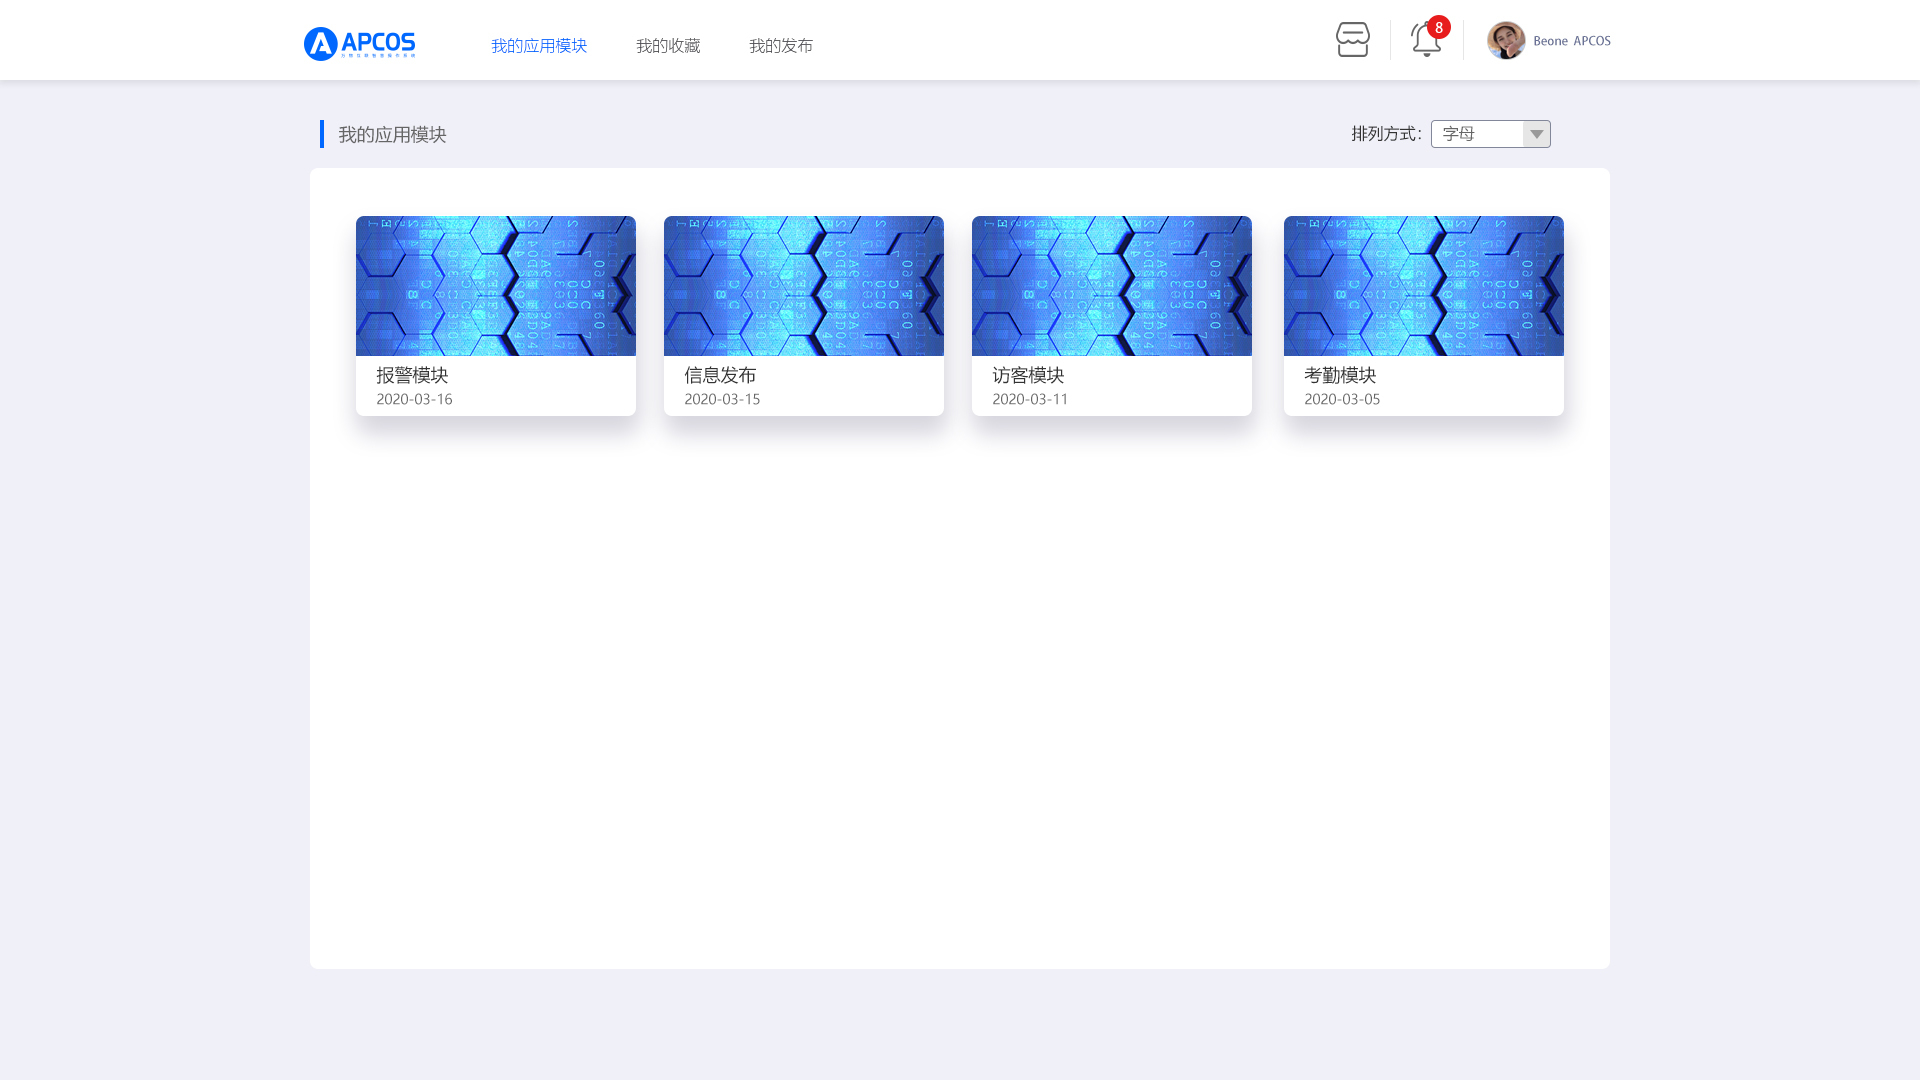 APCOS
我的应用模块
我的收藏
我的发布
8
Beone APCOS
我的应用模块
排列方式：
字母
报警模块
2020-03-16
信息发布
2020-03-15
访客模块
2020-03-11
考勤模块
2020-03-05